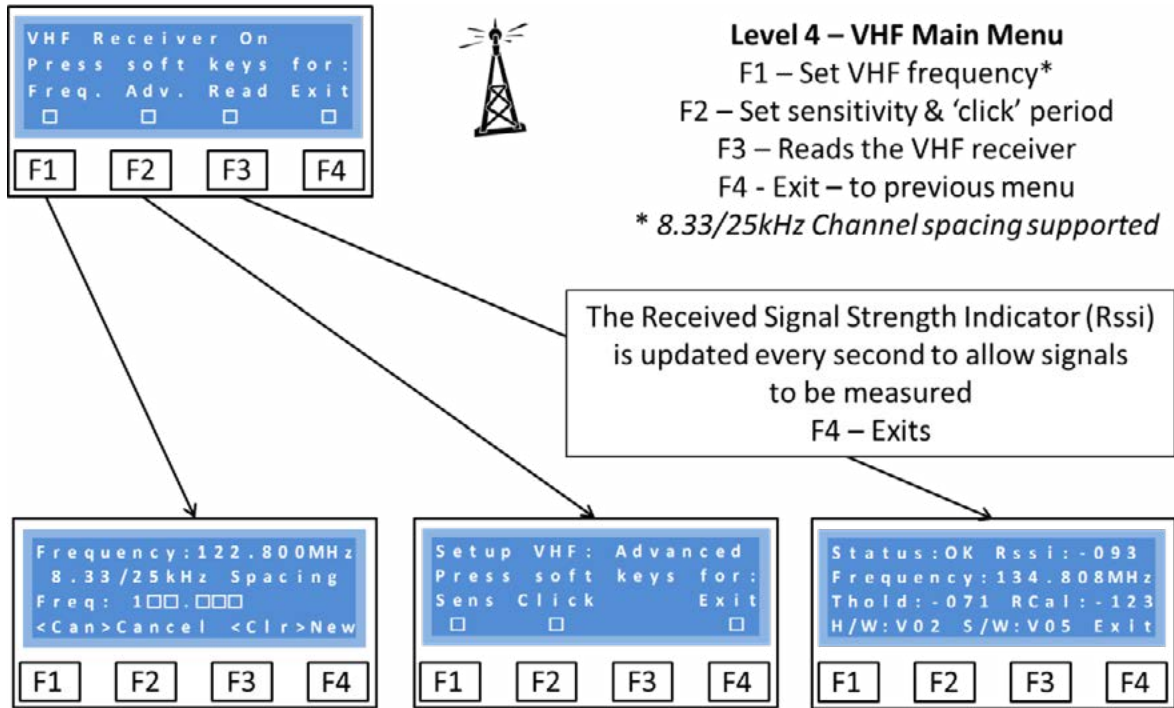 VHF Receiver On
Press soft keys for:
Freq. Adv. Read Exit
F1 F2 F3 F4
Level 4 – VHF Main Menu
F1 – Set VHF frequency*
F2 – Set sensitivity & ‘click’ period
F3 – Reads the VHF receiver
F4 - Exit – to previous menu
* 8.33/25kHz Channel spacing supported
The Received Signal Strength Indicator (Rssi)
is updated every second to allow signals
to be measured
F4 – Exits
Frequency:122.800MHz
8.33/25kHz Spacing
Freq: 1□□.□□□
<Can>Cancel <Clr>New
F1 F2 F3 F4
Setup VHF: Advanced
Press soft keys for:
Sens Click Exit
F1 F2 F3 F4
Status:OK Rssi:-093
Frequency:134.808MHz
Thold:-071 RCal:-123
H/W:V02 S/W:V05 Exit
F1 F2 F3 F4